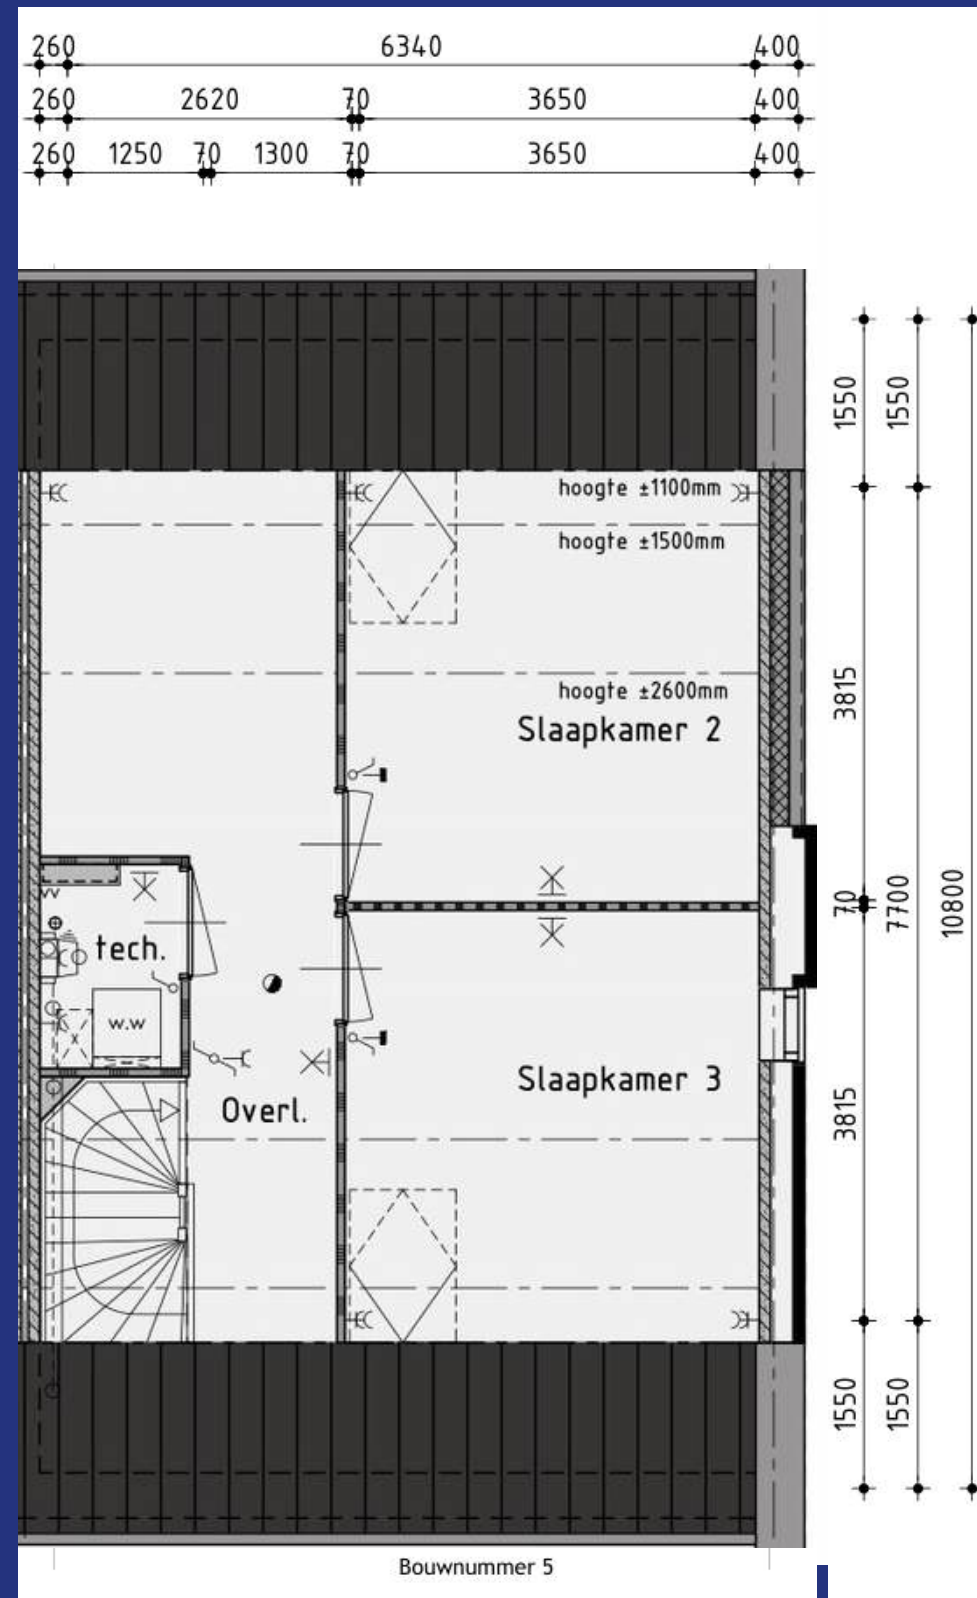 260 6340 400
260 2620 70 3650 400
260 1250 70 1300 70 3650 400
1550 1550
hoogte ±1100mm
hoogte ±1500mm
hoogte ±2600mm
Slaapkamer 2
3815
70
7700
10800
tech.
w.w
Slaapkamer 3
Overl.
3815
1550 1550
Bouwnummer 5